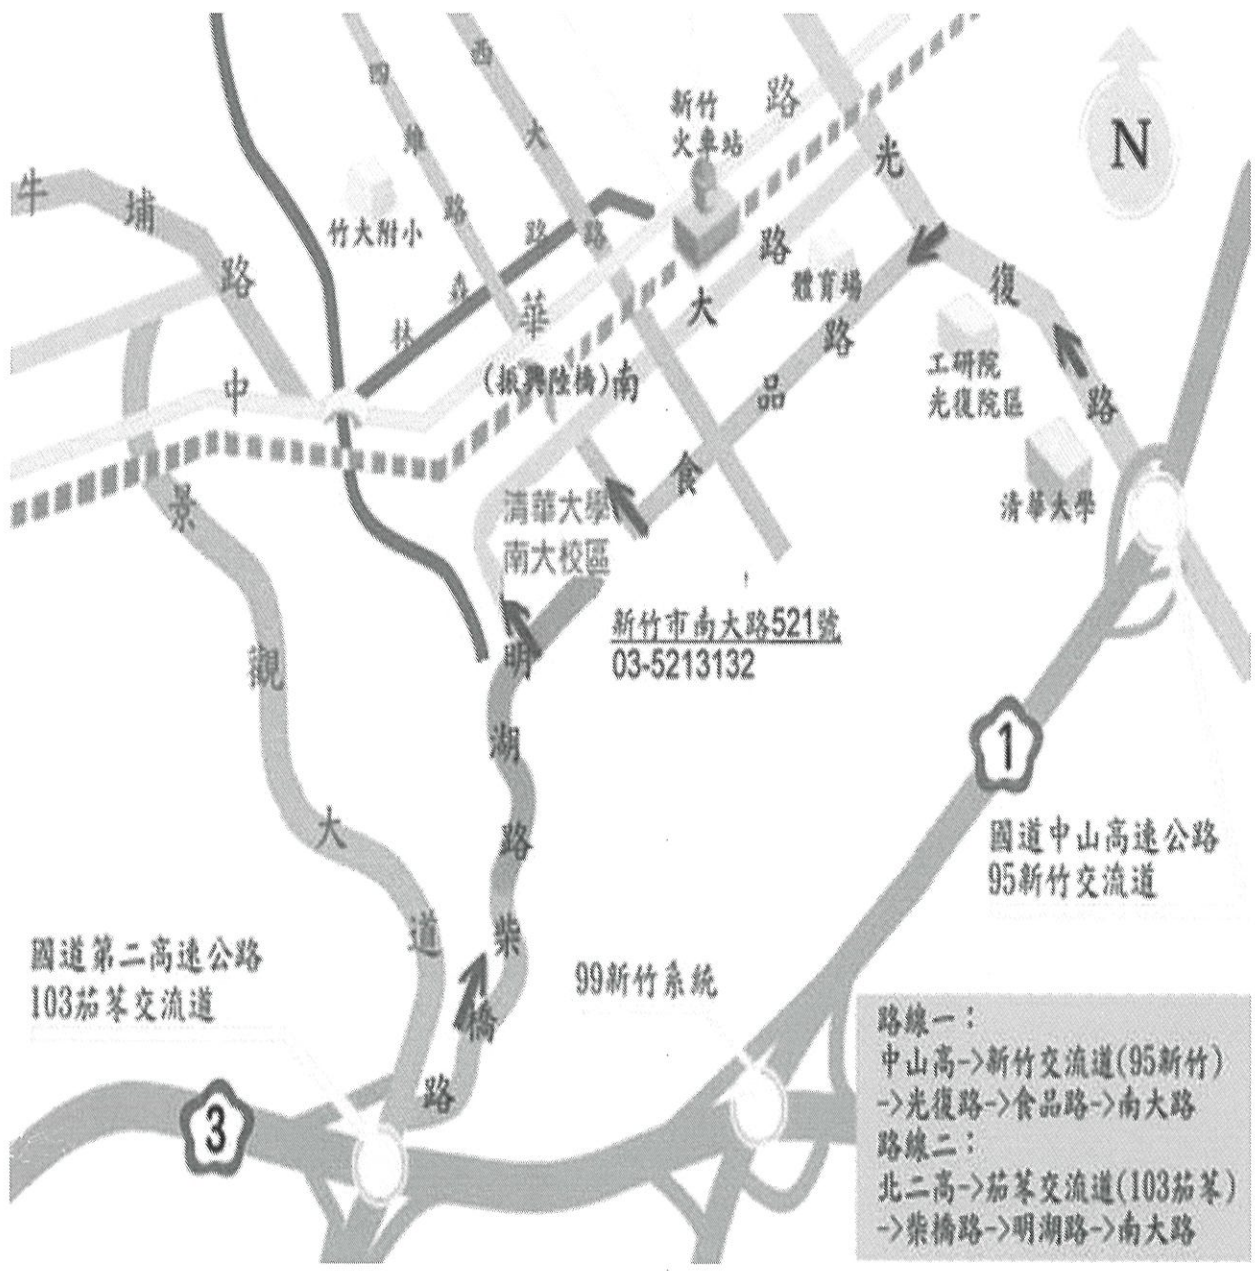 四維路
西大路
新竹
火車站
N
牛埔路
竹大附小
林森路
中華路
光復路
體育場
南大路
(振興陸橋)
食品路
工研院
光復院區
清華大學
清華大學
南大校區
新竹市南大路521號
03-5213132
景觀大道
明湖路
柴橋路
1
國道中山高速公路
95新竹交流道
國道第二高速公路
103茄苳交流道
99新竹系統
3
路線一：
中山高->新竹交流道(95新竹)
->光復路->食品路->南大路
路線二：
北二高->茄苳交流道(103茄苳)
->柴橋路->明湖路->南大路